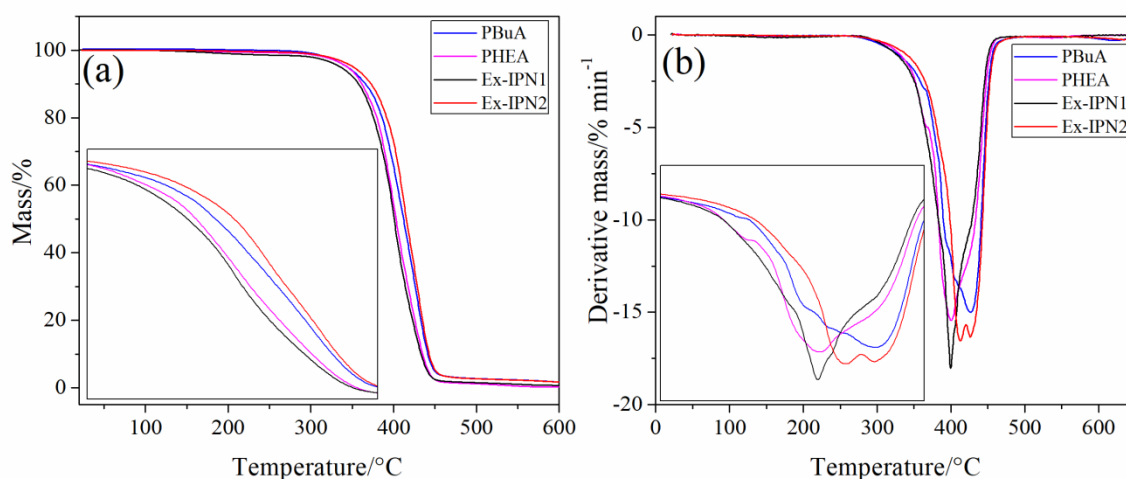 (a)
PBuA
PHEA
Ex-IPN1
Ex-IPN2
Mass/%
100
80
60
40
20
0
100
200
300
400
500
600
Temperature/°C
(b)
PBuA
PHEA
Ex-IPN1
Ex-IPN2
Derivative mass/% min⁻¹
0
-5
-10
-15
-20
0
100
200
300
400
500
600
Temperature/°C